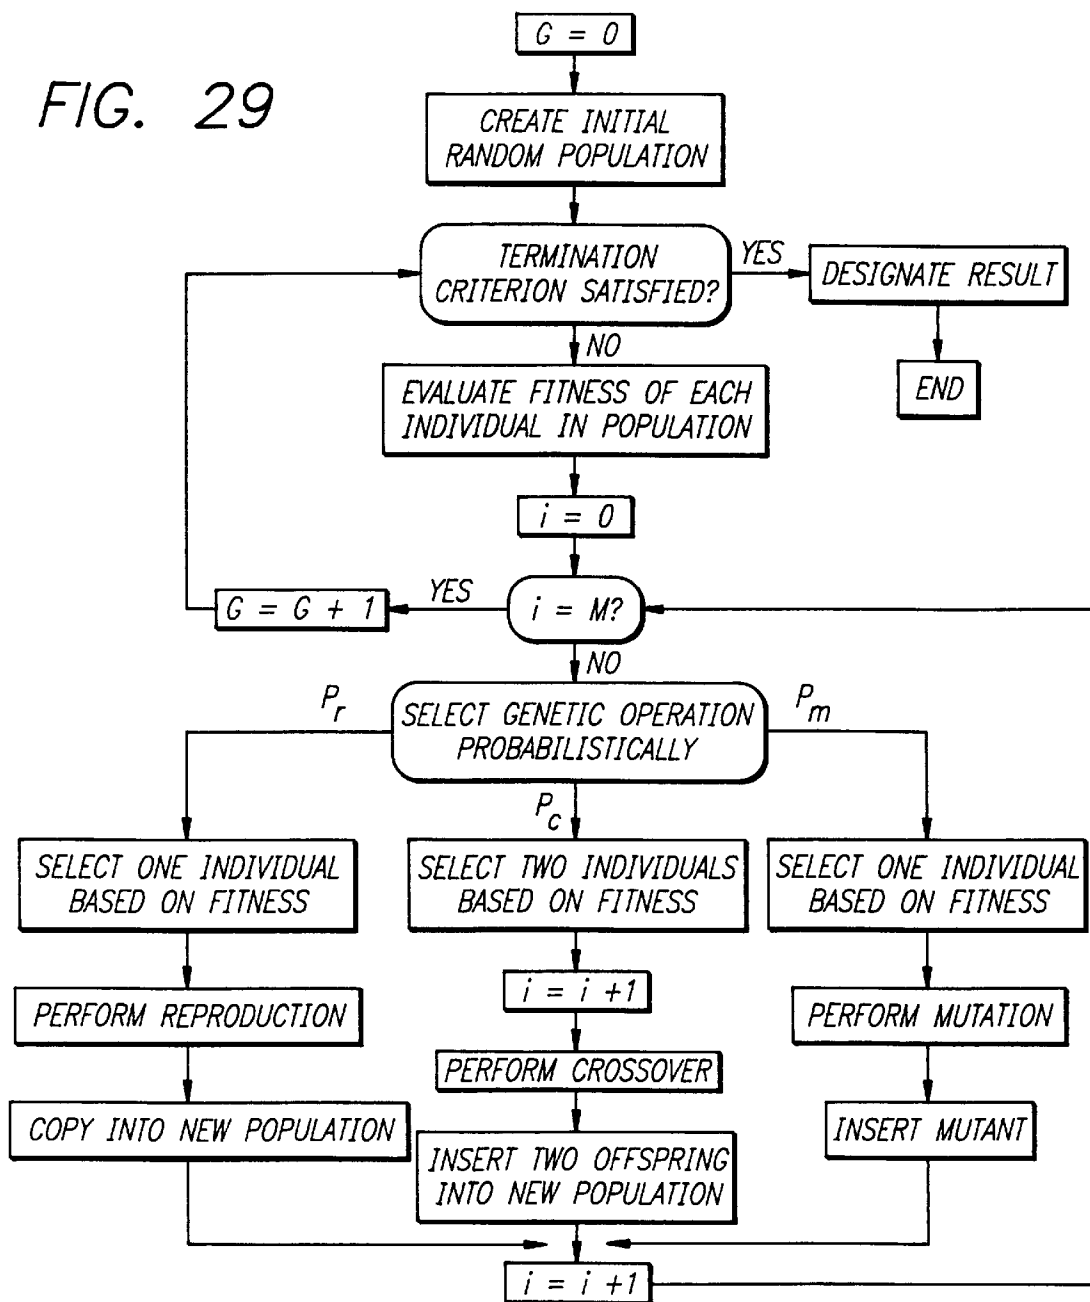 FIG. 29
G = 0
CREATE INITIAL
RANDOM POPULATION
TERMINATION
CRITERION SATISFIED?
YES
DESIGNATE RESULT
END
NO
EVALUATE FITNESS OF EACH
INDIVIDUAL IN POPULATION
i = 0
i = M?
YES
G = G + 1
NO
SELECT GENETIC OPERATION
PROBABILISTICALLY
Pr
Pc
Pm
SELECT ONE INDIVIDUAL
BASED ON FITNESS
PERFORM REPRODUCTION
COPY INTO NEW POPULATION
SELECT TWO INDIVIDUALS
BASED ON FITNESS
i = i +1
PERFORM CROSSOVER
INSERT TWO OFFSPRING
INTO NEW POPULATION
SELECT ONE INDIVIDUAL
BASED ON FITNESS
PERFORM MUTATION
INSERT MUTANT
i = i +1